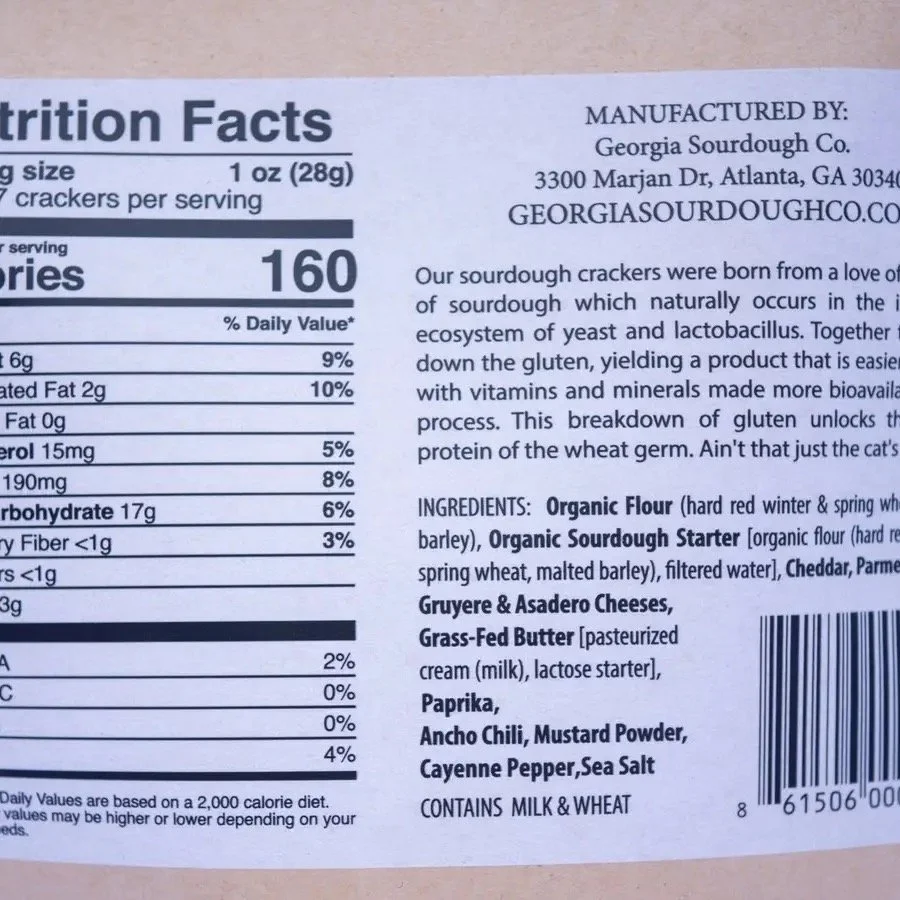 trition Facts
g size 1 oz (28g)
7 crackers per serving
r serving
ories 160
% Daily Value*
t 6g 9%
ated Fat 2g 10%
Fat 0g
erol 15mg 5%
190mg 8%
rbohydrate 17g 6%
ry Fiber <1g 3%
rs <1g
3g
A 2%
C 0%
0%
4%
Daily Values are based on a 2,000 calorie diet.
values may be higher or lower depending on your
eds.
MANUFACTURED BY:
Georgia Sourdough Co.
3300 Marjan Dr, Atlanta, GA 3034
GEORGIASOURDOUGHCO.CO
Our sourdough crackers were born from a love of
of sourdough which naturally occurs in the i
ecosystem of yeast and lactobacillus. Together
down the gluten, yielding a product that is easier
with vitamins and minerals made more bioavaila
process. This breakdown of gluten unlocks th
protein of the wheat germ. Ain't that just the cat's
INGREDIENTS: Organic Flour (hard red winter & spring whe
barley), Organic Sourdough Starter [organic flour (hard re
spring wheat, malted barley), filtered water], Cheddar, Parme
Gruyere & Asadero Cheeses,
Grass-Fed Butter [pasteurized
cream (milk), lactose starter],
Paprika,
Ancho Chili, Mustard Powder,
Cayenne Pepper,Sea Salt
CONTAINS MILK & WHEAT
8 61506 00